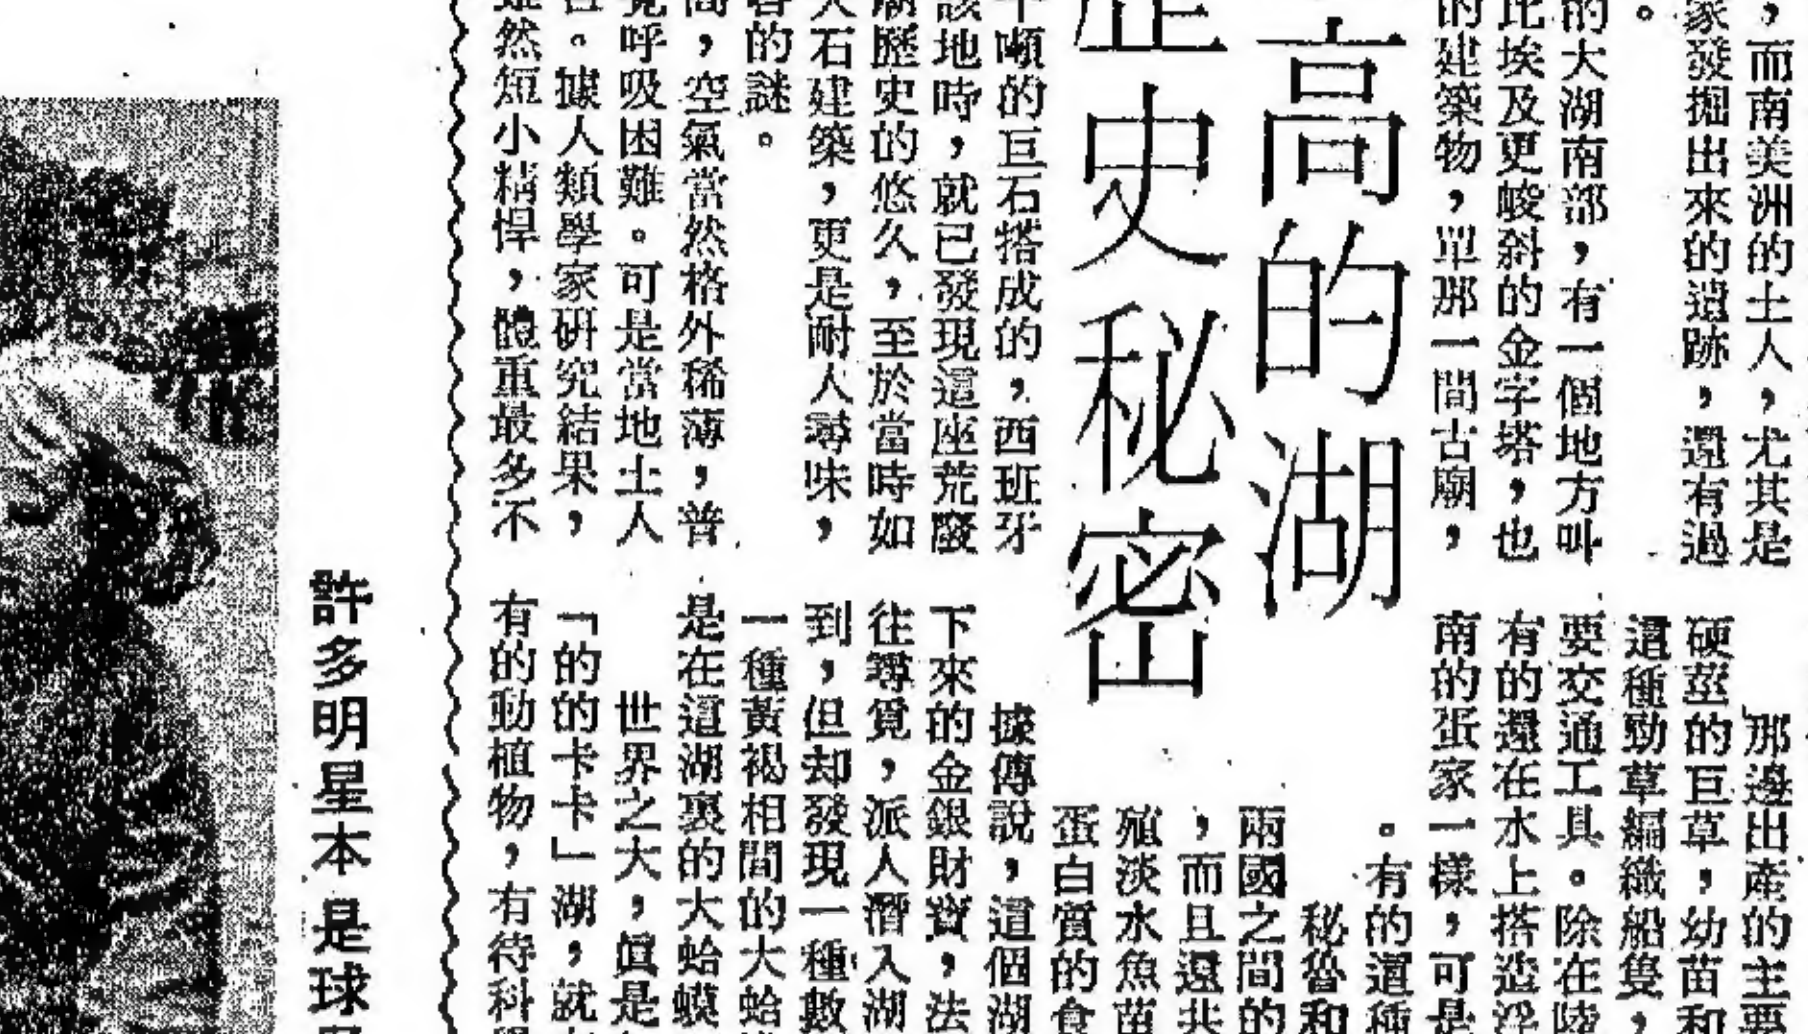 ，而南美洲的土人，尤其是
家發掘出來的遺跡，還有過
。
的大湖南部，有一個地方叫
比埃及更峻斜的金字塔，也
的建築物，單那一間古廟，
高的湖
歷史秘密
噸的巨石搭成的，西班牙
該地時，就已發現這座荒廢
廟歷史的悠久，至於當時如
大石建築，更是耐人尋味，
的謎。
高，空氣當然格外稀薄，普
覺呼吸困難。可是當地土人
。據人類學家研究結果，
雖然短小精悍，體重最多不
那邊出產的主要
硬莖的巨草，幼苗和
這種勁草編織船隻，
要交通工具。除在陸
有的還在水上搭造浮
南的蛋家一樣，可是
。有的這種
秘魯和
兩國之間的
，而且還共
殖淡水魚苗
蛋白質的食
據傳說，這個湖
下來的金銀財寶，法
往尋覓，派人潛入湖
到，但却發現一種數
一種黃褐相間的大蛤
是在這湖裏的大蛤蟆
世界之大，眞是
「的的卡卡」湖，就
有的動植物，有待科
許多明星本是球